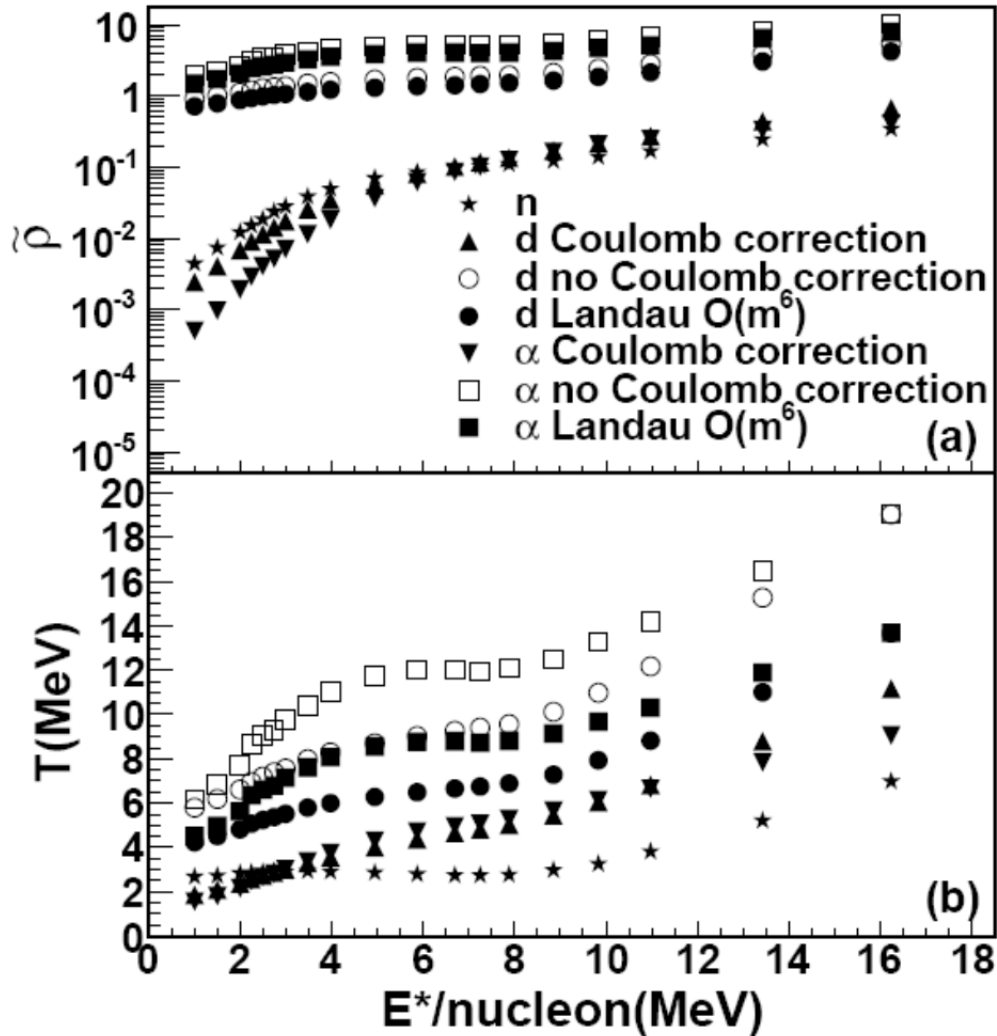 10
1
10⁻¹
10⁻²
10⁻³
10⁻⁴
10⁻⁵
ρ̃
n
d Coulomb correction
d no Coulomb correction
d Landau O(m⁶)
α Coulomb correction
α no Coulomb correction
α Landau O(m⁶)
(a)
20
18
16
14
12
10
8
6
4
2
0
T(MeV)
(b)
0 2 4 6 8 10 12 14 16 18
E*/nucleon(MeV)